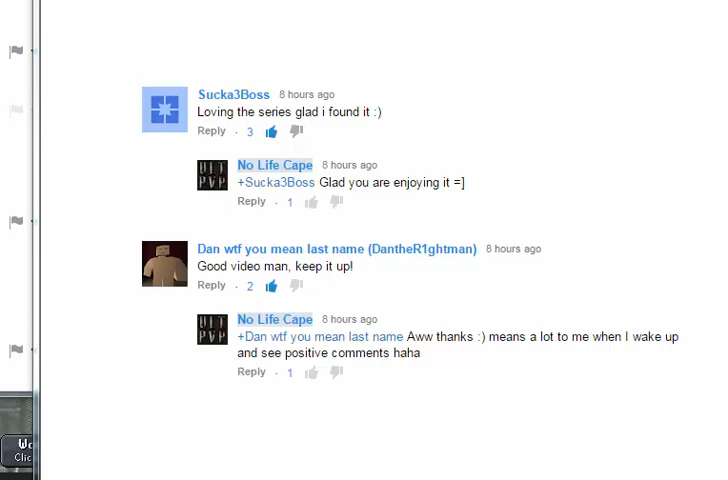 Sucka3Boss 8 hours ago
Loving the series glad i found it :)
Reply · 3
No Life Cape 8 hours ago
+Sucka3Boss Glad you are enjoying it =]
Reply · 1
Dan wtf you mean last name (DantheR1ghtman) 8 hours ago
Good video man, keep it up!
Reply · 2
No Life Cape 8 hours ago
+Dan wtf you mean last name Aww thanks :) means a lot to me when I wake up
and see positive comments haha
Reply · 1